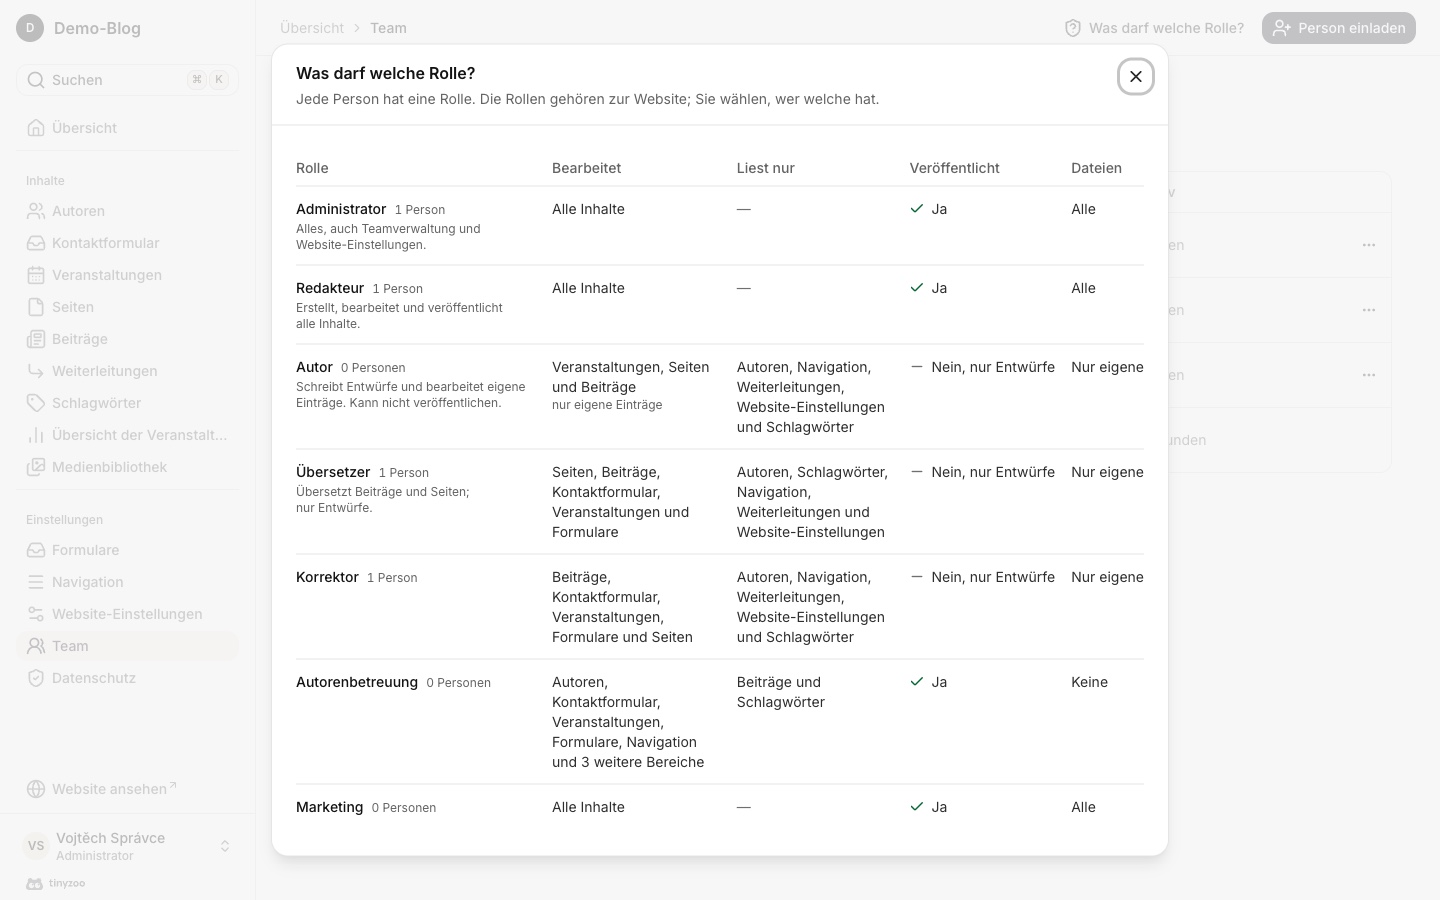 D Demo-Blog
Übersicht > Team
Was darf welche Rolle?
Person einladen
Suchen ⌘ K
Übersicht
Inhalte
Autoren
Kontaktformular
Veranstaltungen
Seiten
Beiträge
Weiterleitungen
Schlagwörter
Übersicht der Veranstalt...
Medienbibliothek
Einstellungen
Formulare
Navigation
Website-Einstellungen
Team
Datenschutz
Website ansehen↗
VS Vojtěch Správce
Administrator
tinyzoo
Was darf welche Rolle?
Jede Person hat eine Rolle. Die Rollen gehören zur Website; Sie wählen, wer welche hat.
Rolle Bearbeitet Liest nur Veröffentlicht Dateien
Administrator 1 Person Alle Inhalte — Ja Alle
Alles, auch Teamverwaltung und
Website-Einstellungen.
Redakteur 1 Person Alle Inhalte — Ja Alle
Erstellt, bearbeitet und veröffentlicht
alle Inhalte.
Autor 0 Personen
Schreibt Entwürfe und bearbeitet eigene
Einträge. Kann nicht veröffentlichen.
Veranstaltungen, Seiten
und Beiträge
nur eigene Einträge
Autoren, Navigation,
Weiterleitungen,
Website-Einstellungen
und Schlagwörter
— Nein, nur Entwürfe
Nur eigene
Übersetzer 1 Person
Übersetzt Beiträge und Seiten;
nur Entwürfe.
Seiten, Beiträge,
Kontaktformular,
Veranstaltungen und
Formulare
Autoren, Schlagwörter,
Navigation,
Weiterleitungen und
Website-Einstellungen
— Nein, nur Entwürfe
Nur eigene
Korrektor 1 Person
Beiträge,
Kontaktformular,
Veranstaltungen,
Formulare und Seiten
Autoren, Navigation,
Weiterleitungen,
Website-Einstellungen
und Schlagwörter
— Nein, nur Entwürfe
Nur eigene
Autorenbetreuung 0 Personen
Autoren,
Kontaktformular,
Veranstaltungen,
Formulare, Navigation
und 3 weitere Bereiche
Beiträge und
Schlagwörter
Ja
Keine
Marketing 0 Personen Alle Inhalte — Ja Alle
v
en
en
en
unden